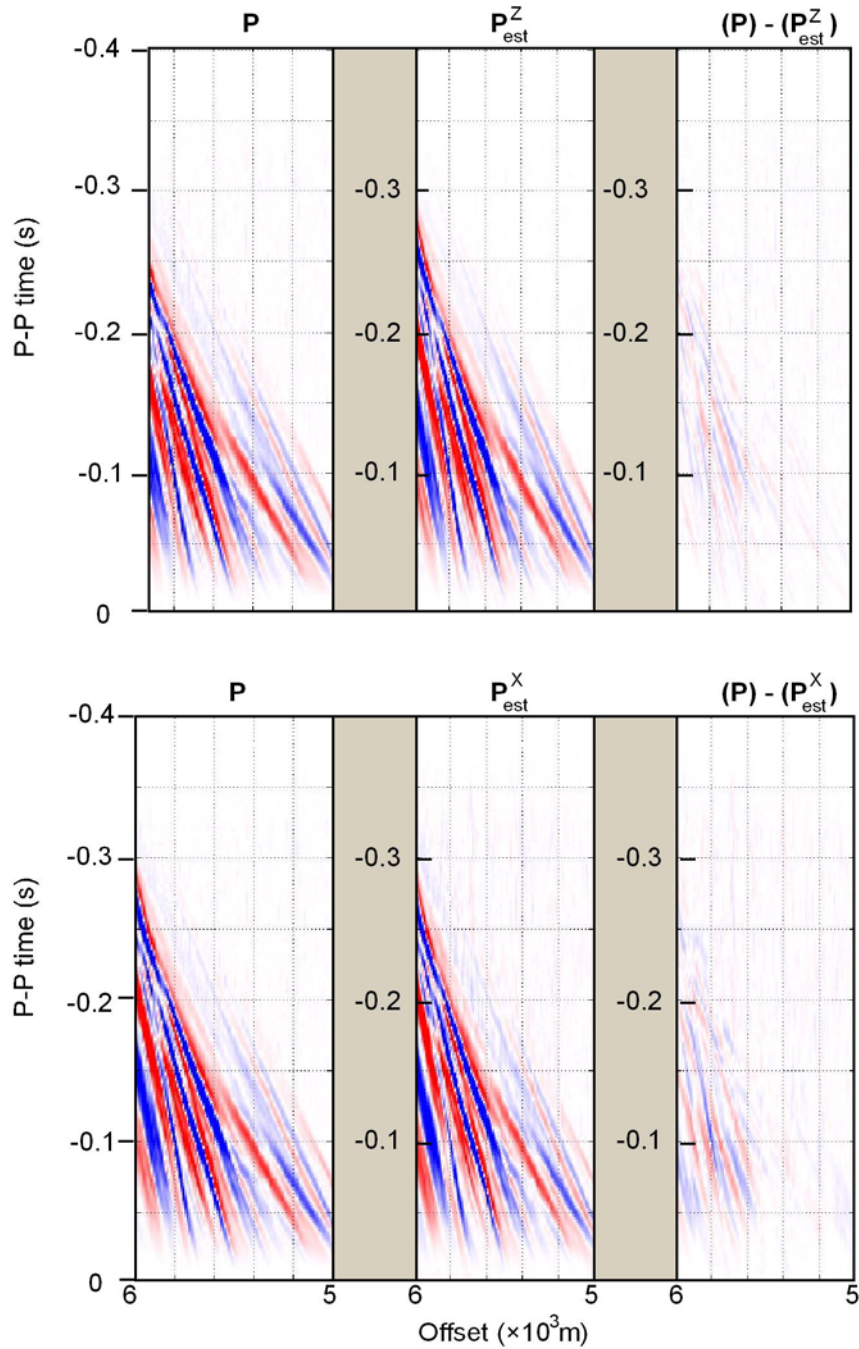 P P^Z_est (P) - (P^Z_est)
-0.4
-0.3 -0.3 -0.3
-0.2 -0.2 -0.2
-0.1 -0.1 -0.1
0
P-P time (s)
P P^X_est (P) - (P^X_est)
-0.4
-0.3 -0.3 -0.3
-0.2 -0.2 -0.2
-0.1 -0.1 -0.1
0
P-P time (s)
6 5 6 5 6 5
Offset (×10³m)